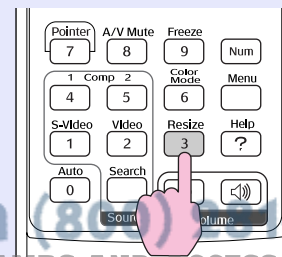 Pointer A/V Mute Freeze
7 8 9 Num
1 Comp 2 Color Mode Menu
4 5 6
S-Video Video Resize Help
1 2 3 ?
Auto Search
0
(800)